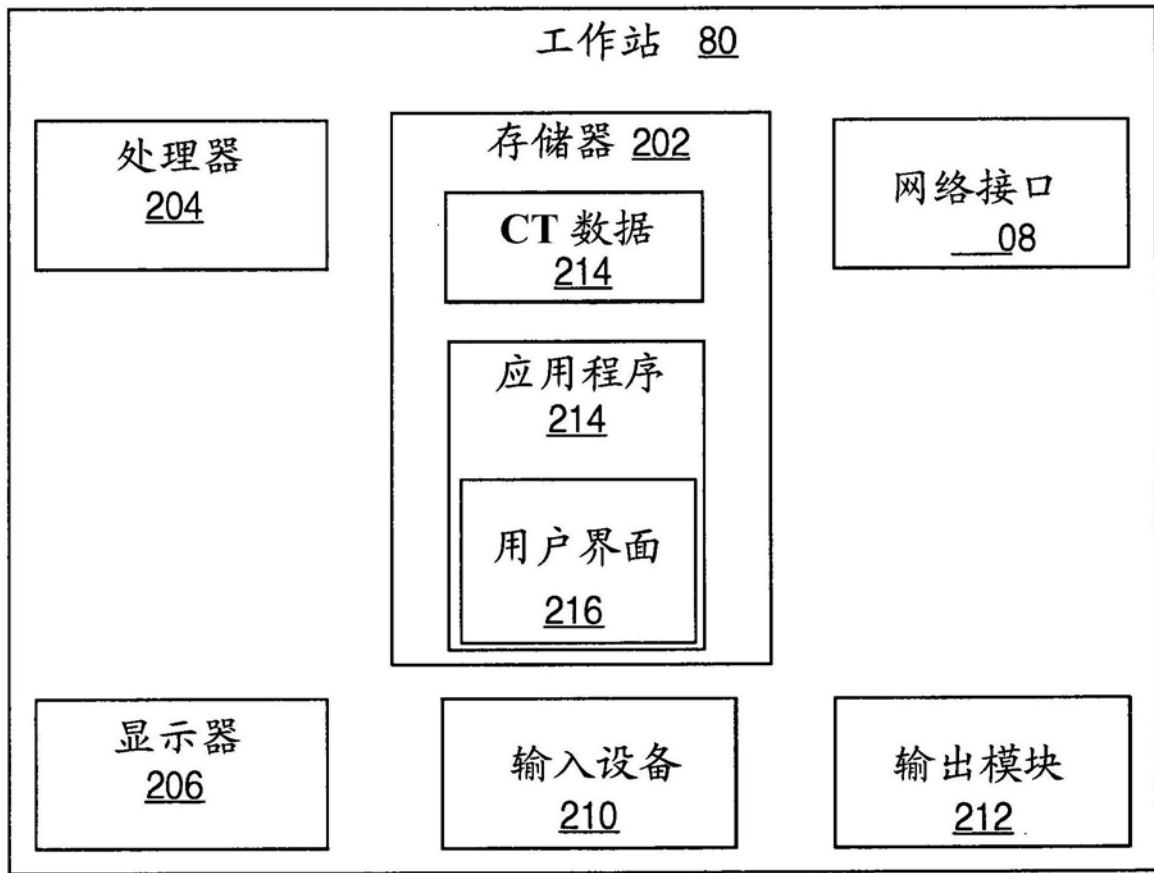 工作站 80
处理器
204
存储器 202
CT 数据
214
应用程序
214
用户界面
216
网络接口
08
显示器
206
输入设备
210
输出模块
212